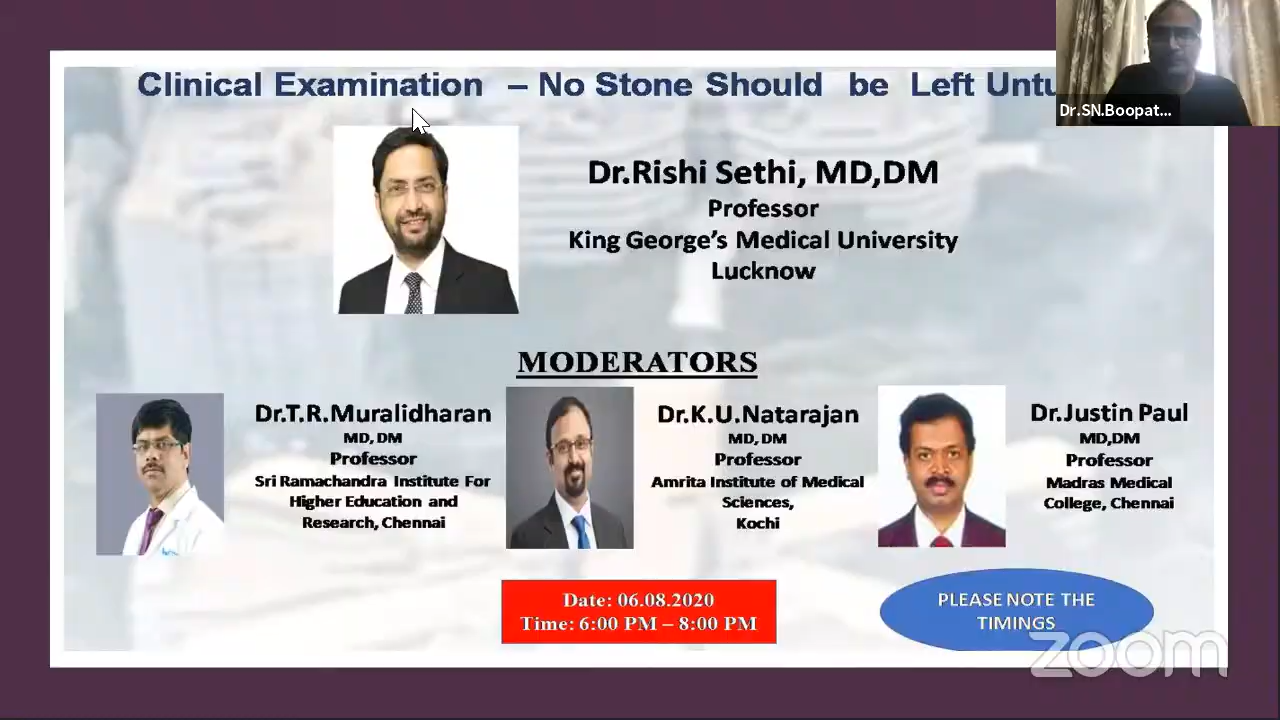 Clinical Examination – No Stone Should be Left
Dr.SN.Boopat...
Dr.Rishi Sethi, MD,DM
Professor
King George's Medical University
Lucknow
MODERATORS
Dr.T.R.Muralidharan
MD, DM
Professor
Sri Ramachandra Institute For
Higher Education and
Research, Chennai
Dr.K.U.Natarajan
MD, DM
Professor
Amrita Institute of Medical
Sciences,
Kochi
Dr.Justin Paul
MD,DM
Professor
Madras Medical
College, Chennai
Date: 06.08.2020
Time: 6:00 PM – 8:00 PM
PLEASE NOTE THE
TIMINGS
zoom